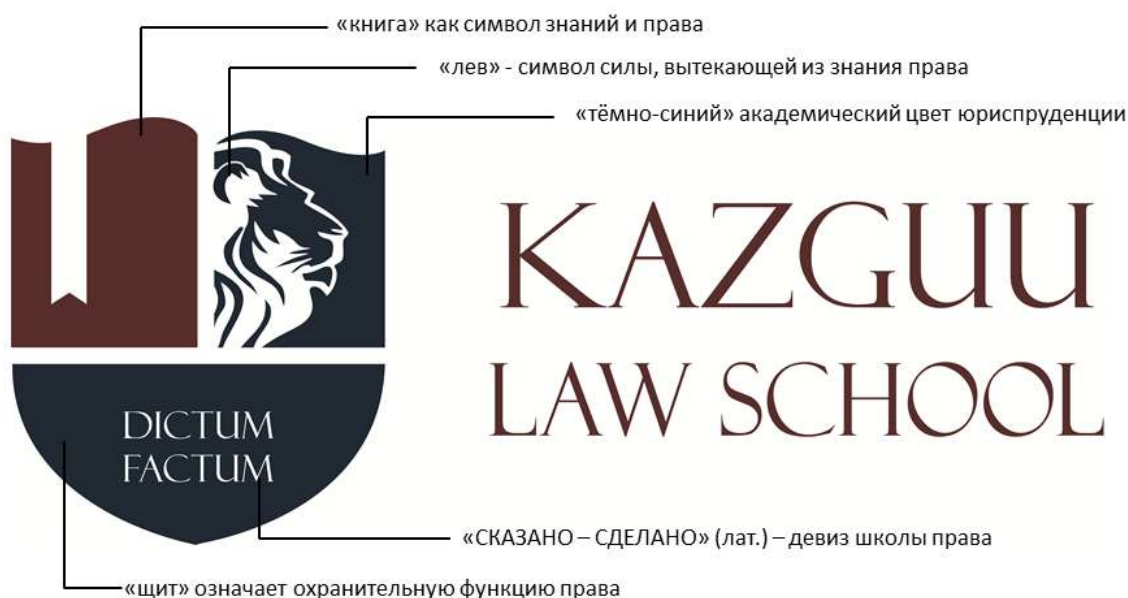 «книга» как символ знаний и права
«лев» - символ силы, вытекающей из знания права
«тёмно-синий» академический цвет юриспруденции
KAZGUU
LAW SCHOOL
DICTUM
FACTUM
«СКАЗАНО – СДЕЛАНО» (лат.) – девиз школы права
«щит» означает охранительную функцию права